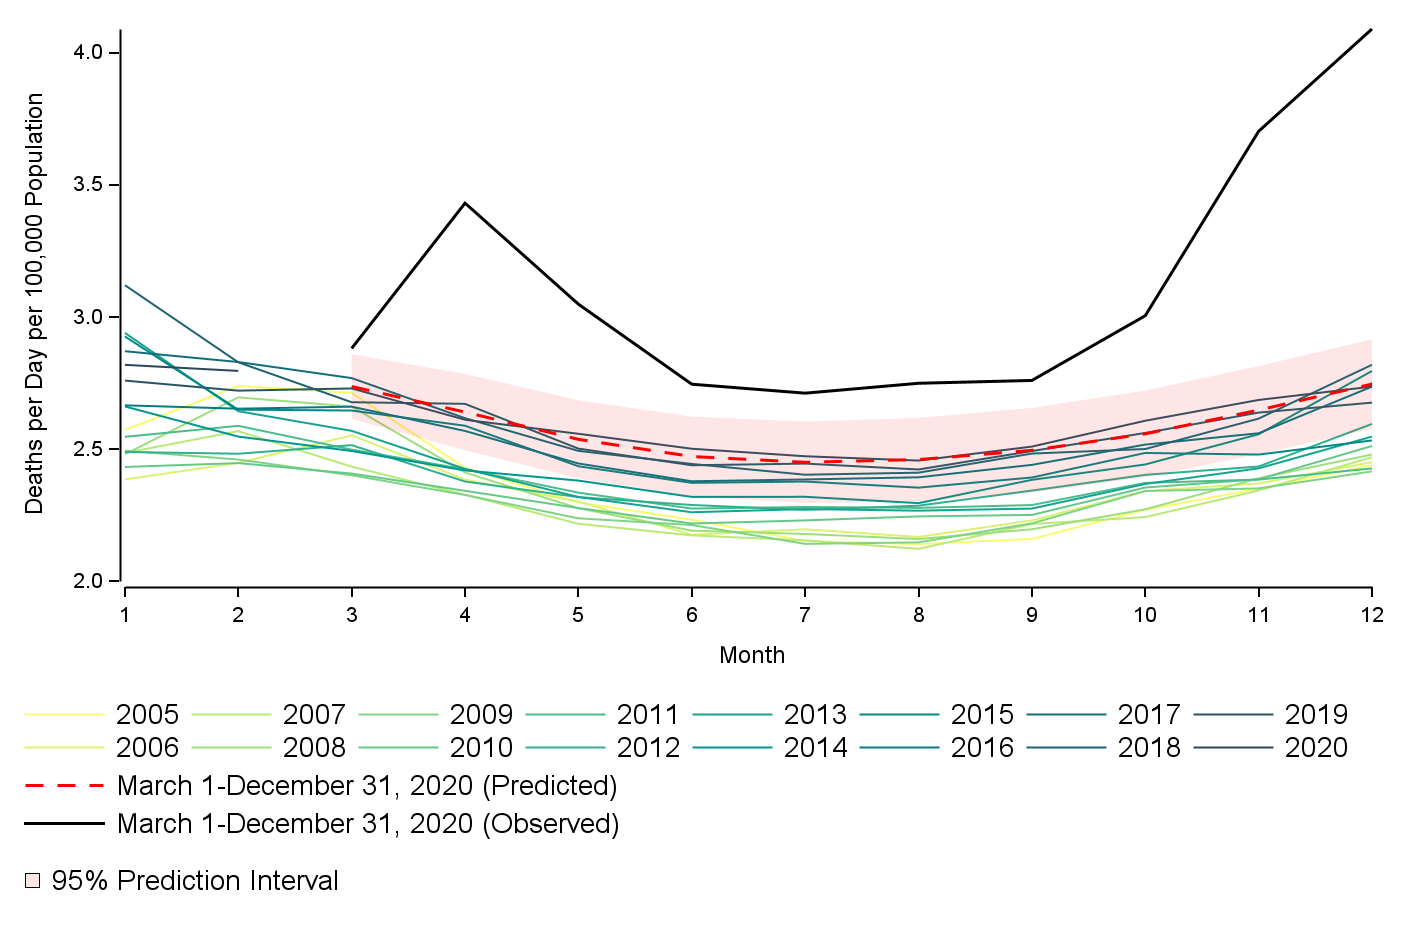 Deaths per Day per 100,000 Population
4.0
3.5
3.0
2.5
2.0
1 2 3 4 5 6 7 8 9 10 11 12
Month
2005 2007 2009 2011 2013 2015 2017 2019
2006 2008 2010 2012 2014 2016 2018 2020
March 1-December 31, 2020 (Predicted)
March 1-December 31, 2020 (Observed)
95% Prediction Interval